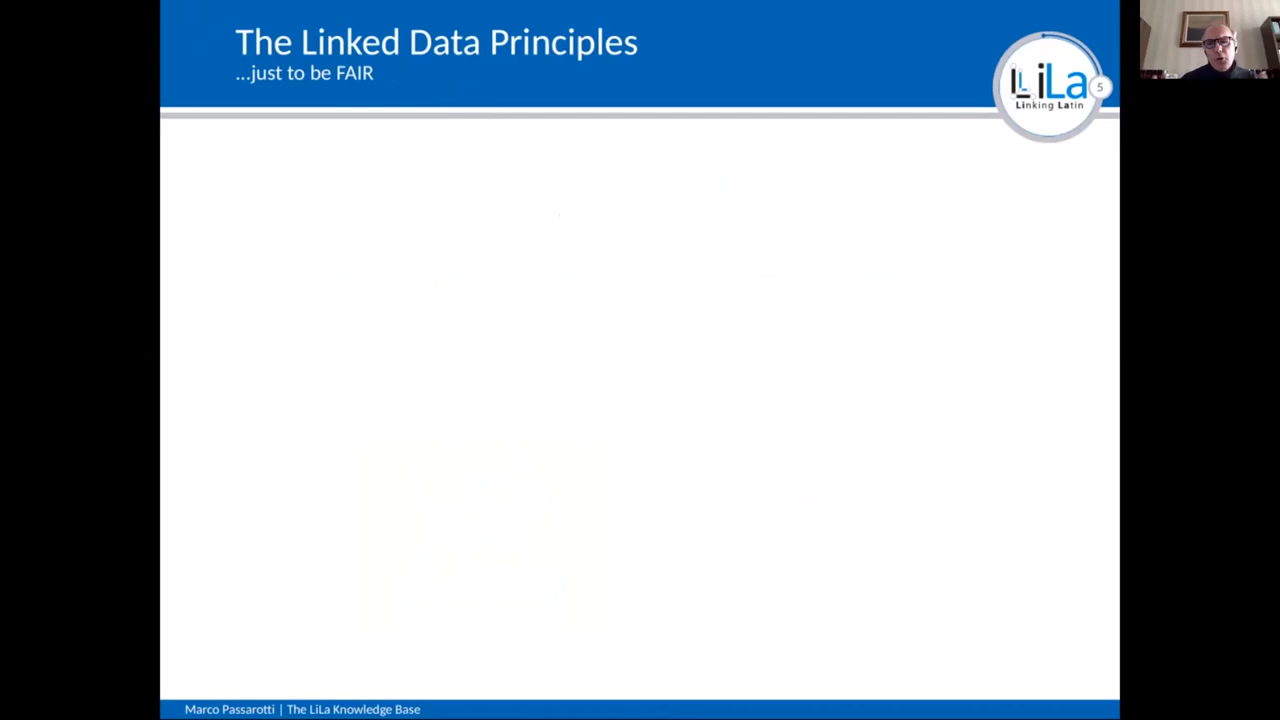 The Linked Data Principles
...just to be FAIR
LiLa
Linking Latin
5
Marco Passarotti | The LiLa Knowledge Base